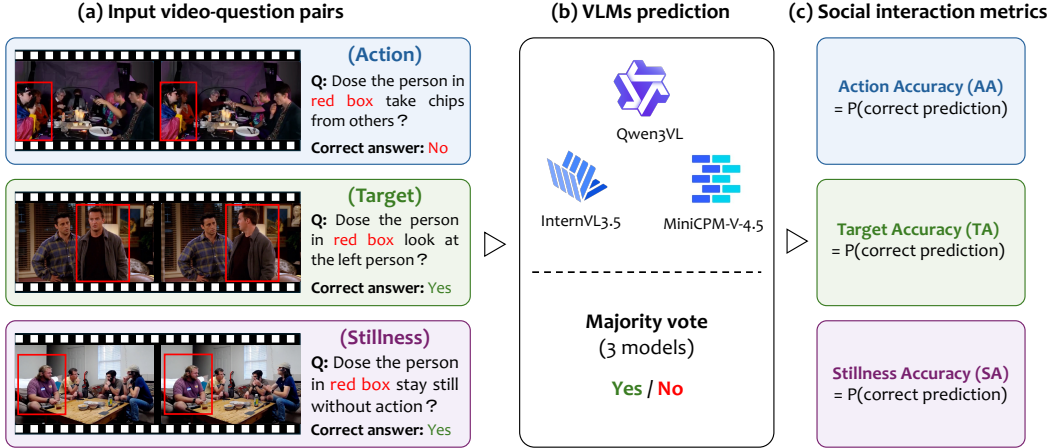 (a) Input video-question pairs
(Action)
Q: Dose the person in
red box take chips
from others ?
Correct answer: No
(Target)
Q: Dose the person
in red box look at
the left person ?
Correct answer: Yes
(Stillness)
Q: Dose the person
in red box stay still
without action ?
Correct answer: Yes
(b) VLMs prediction
Qwen3VL
InternVL3.5
MiniCPM-V-4.5
Majority vote
(3 models)
Yes / No
(c) Social interaction metrics
Action Accuracy (AA)
= P(correct prediction)
Target Accuracy (TA)
= P(correct prediction)
Stillness Accuracy (SA)
= P(correct prediction)